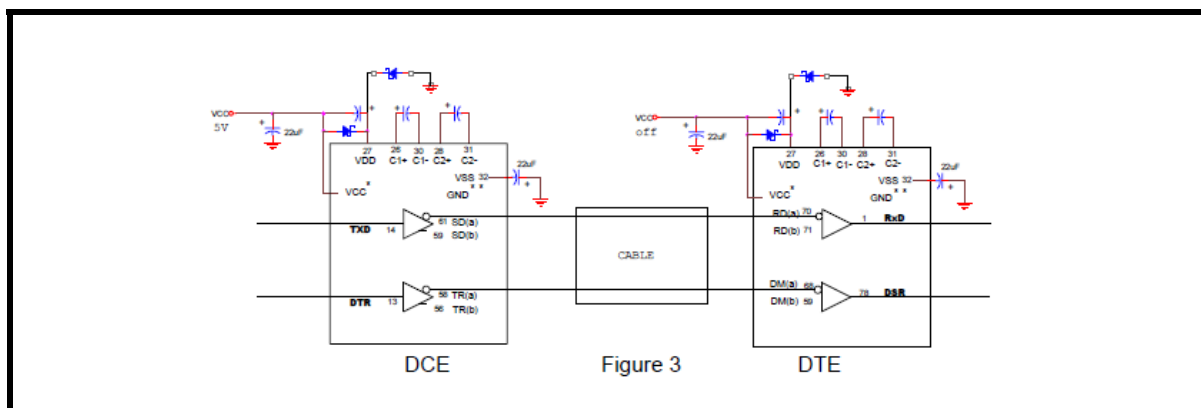 VCC
5V
+
22uF
+
+
+
27
VDD
26
C1+
30
C1-
28
C2+
31
C2-
VSS 32
22uF
+
VCC*
GND**
TXD
14
61 SD(a)
59 SD(b)
DTR
13
58 TR(a)
56 TR(b)
DCE
CABLE
Figure 3
VCC
off
+
22uF
+
+
+
27
VDD
26
C1+
30
C1-
28
C2+
31
C2-
VSS 32
22uF
+
VCC*
GND**
RD(a) 70
RD(b) 71
1
RxD
DM(a) 68
DM(b) 59
78
DSR
DTE